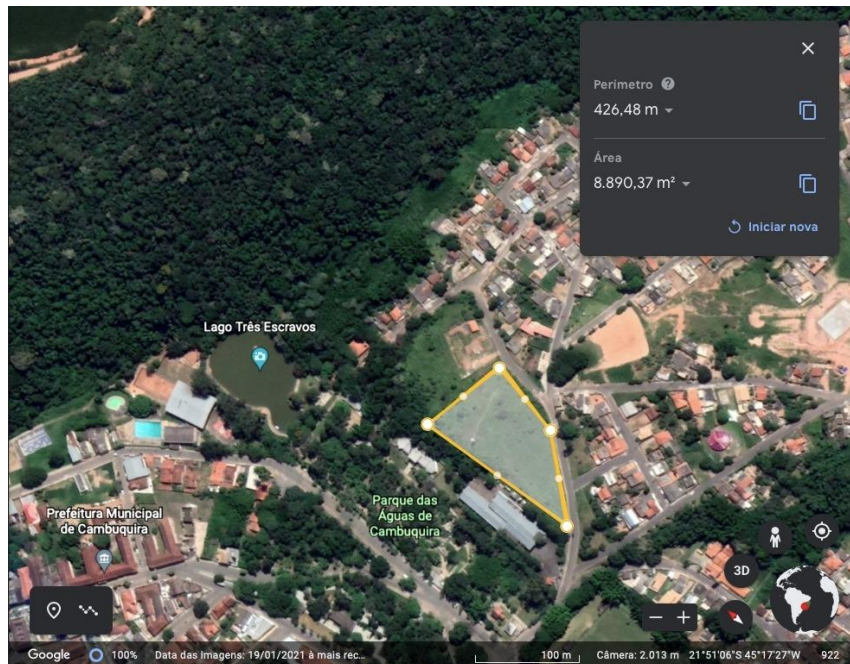 Perímetro
426,48 m
Área
8.890,37 m²
Iniciar nova
Lago Três Escravos
Parque das
Águas de
Cambuquira
Prefeitura Municipal
de Cambuquira
3D
Google
100%
Data das Imagens: 19/01/2021 à mais rec...
100 m
Câmera: 2.013 m
21°51'06"S 45°17'27"W
922